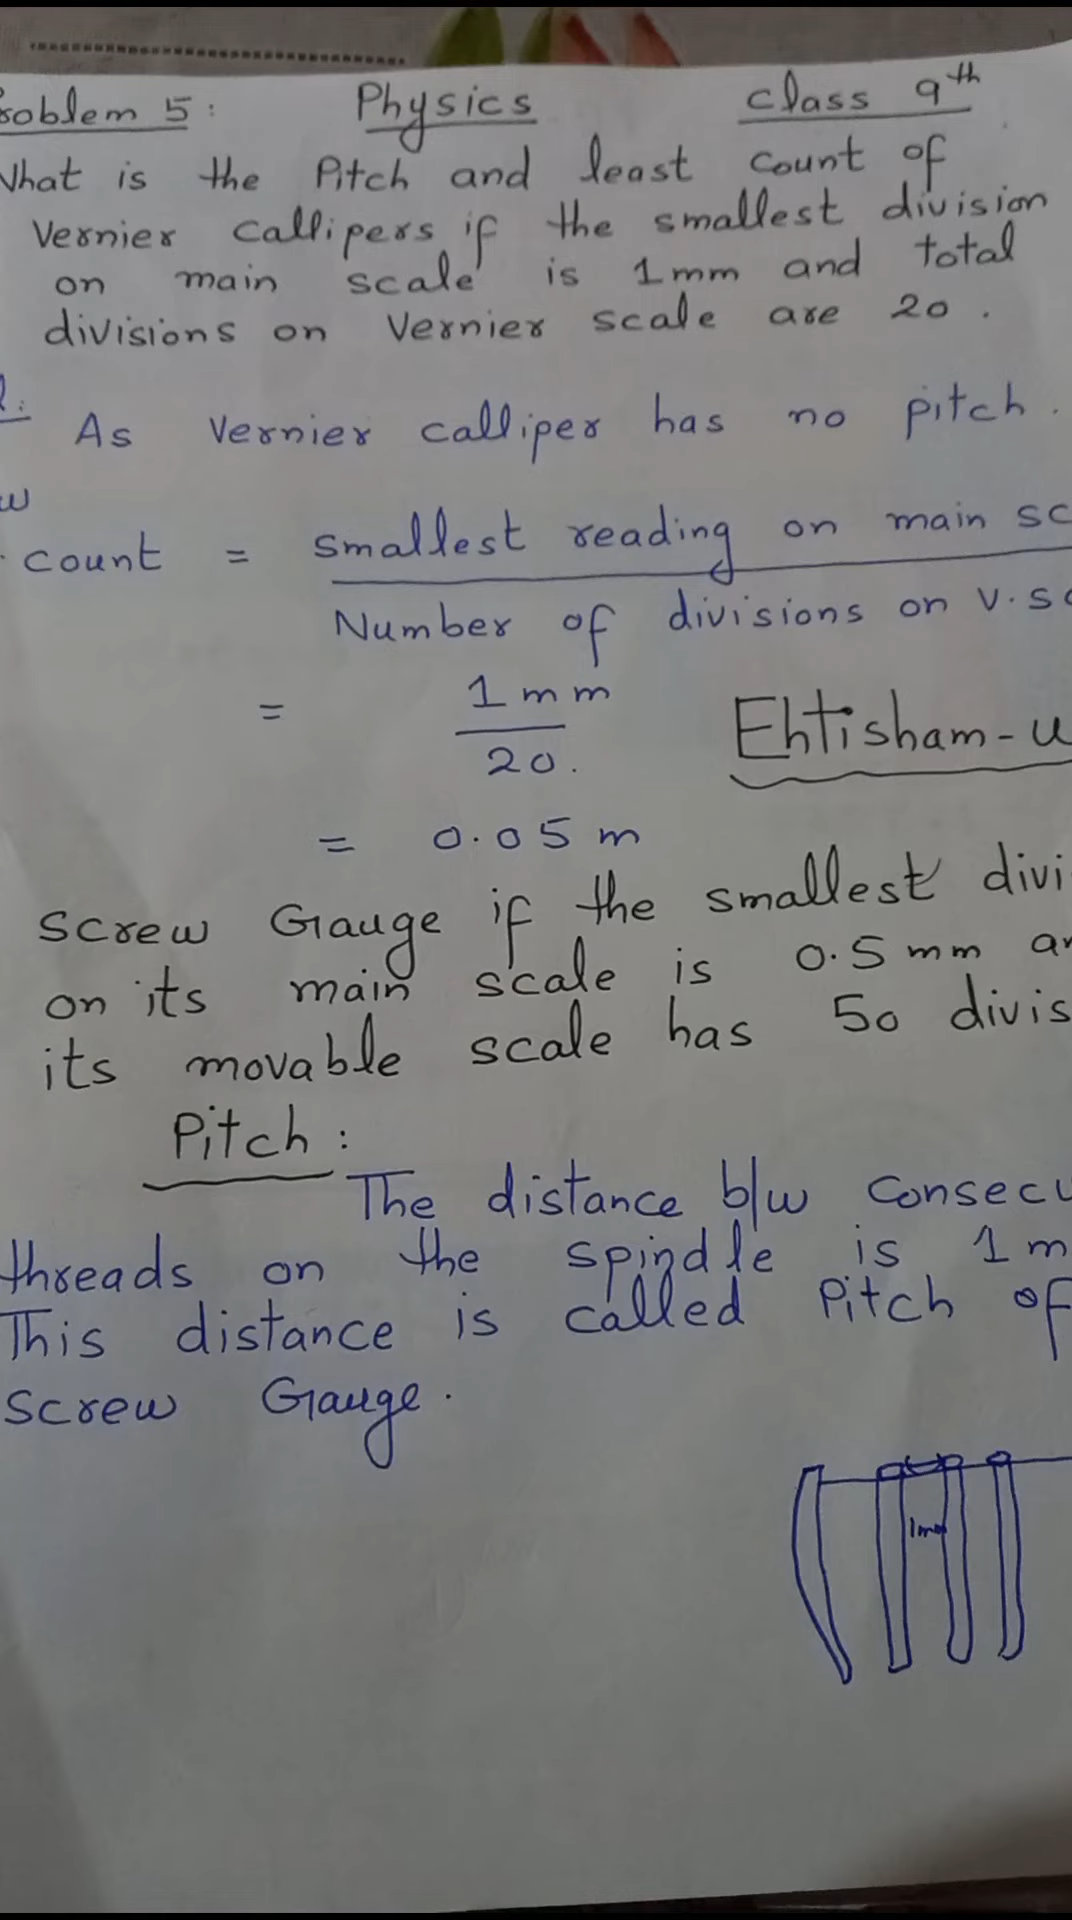 roblem 5: Physics class 9th
What is the Pitch and least count of
Vernier Callipers if the smallest division
on main scale is 1mm and total
divisions on Vernier scale are 20.
l:
As Vernier calliper has no pitch.
w
. count = smallest reading on main sc
Number of divisions on V.sc
= 1mm
20.
Ehtisham-u
= 0.05 m
Screw Gauge if the smallest divi
on its main scale is 0.5 mm an
its movable scale has 50 divis
Pitch:
The distance b/w consecu
threads on the spindle is 1m
This distance is called Pitch of
Screw Gauge.
1mm